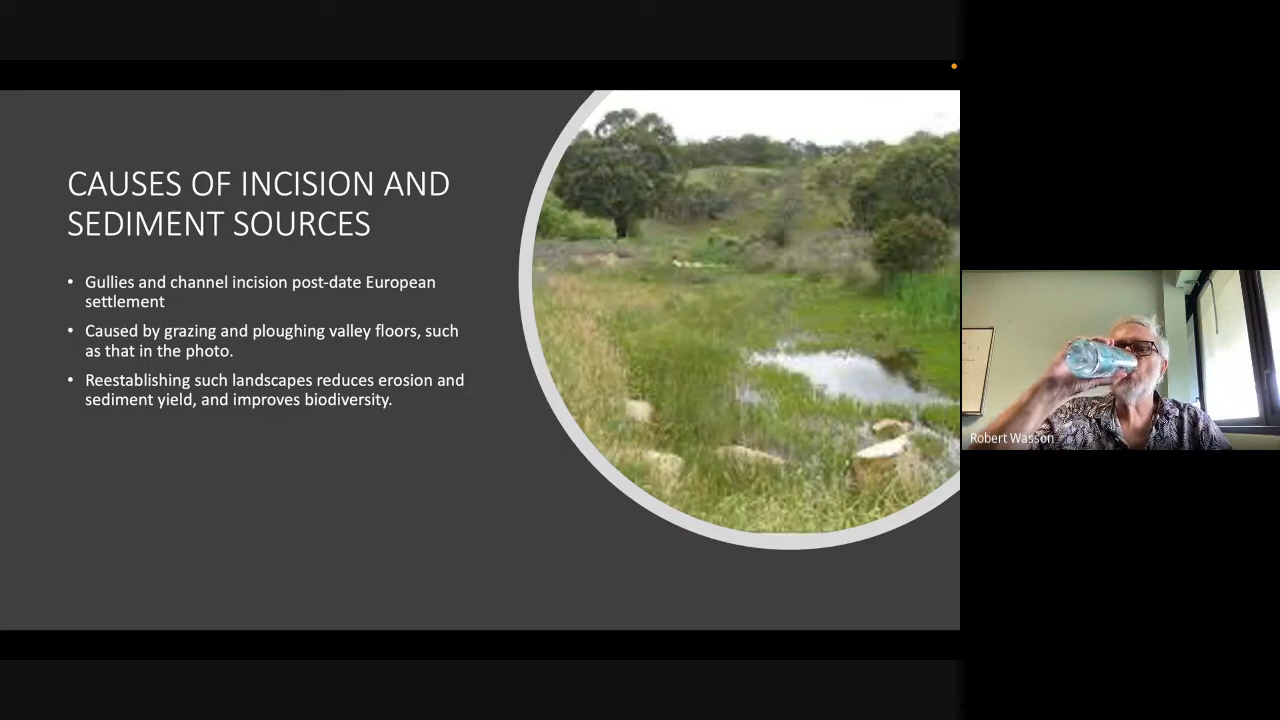 CAUSES OF INCISION AND
SEDIMENT SOURCES
• Gullies and channel incision post-date European
settlement
• Caused by grazing and ploughing valley floors, such
as that in the photo.
• Reestablishing such landscapes reduces erosion and
sediment yield, and improves biodiversity.
Robert Wasson